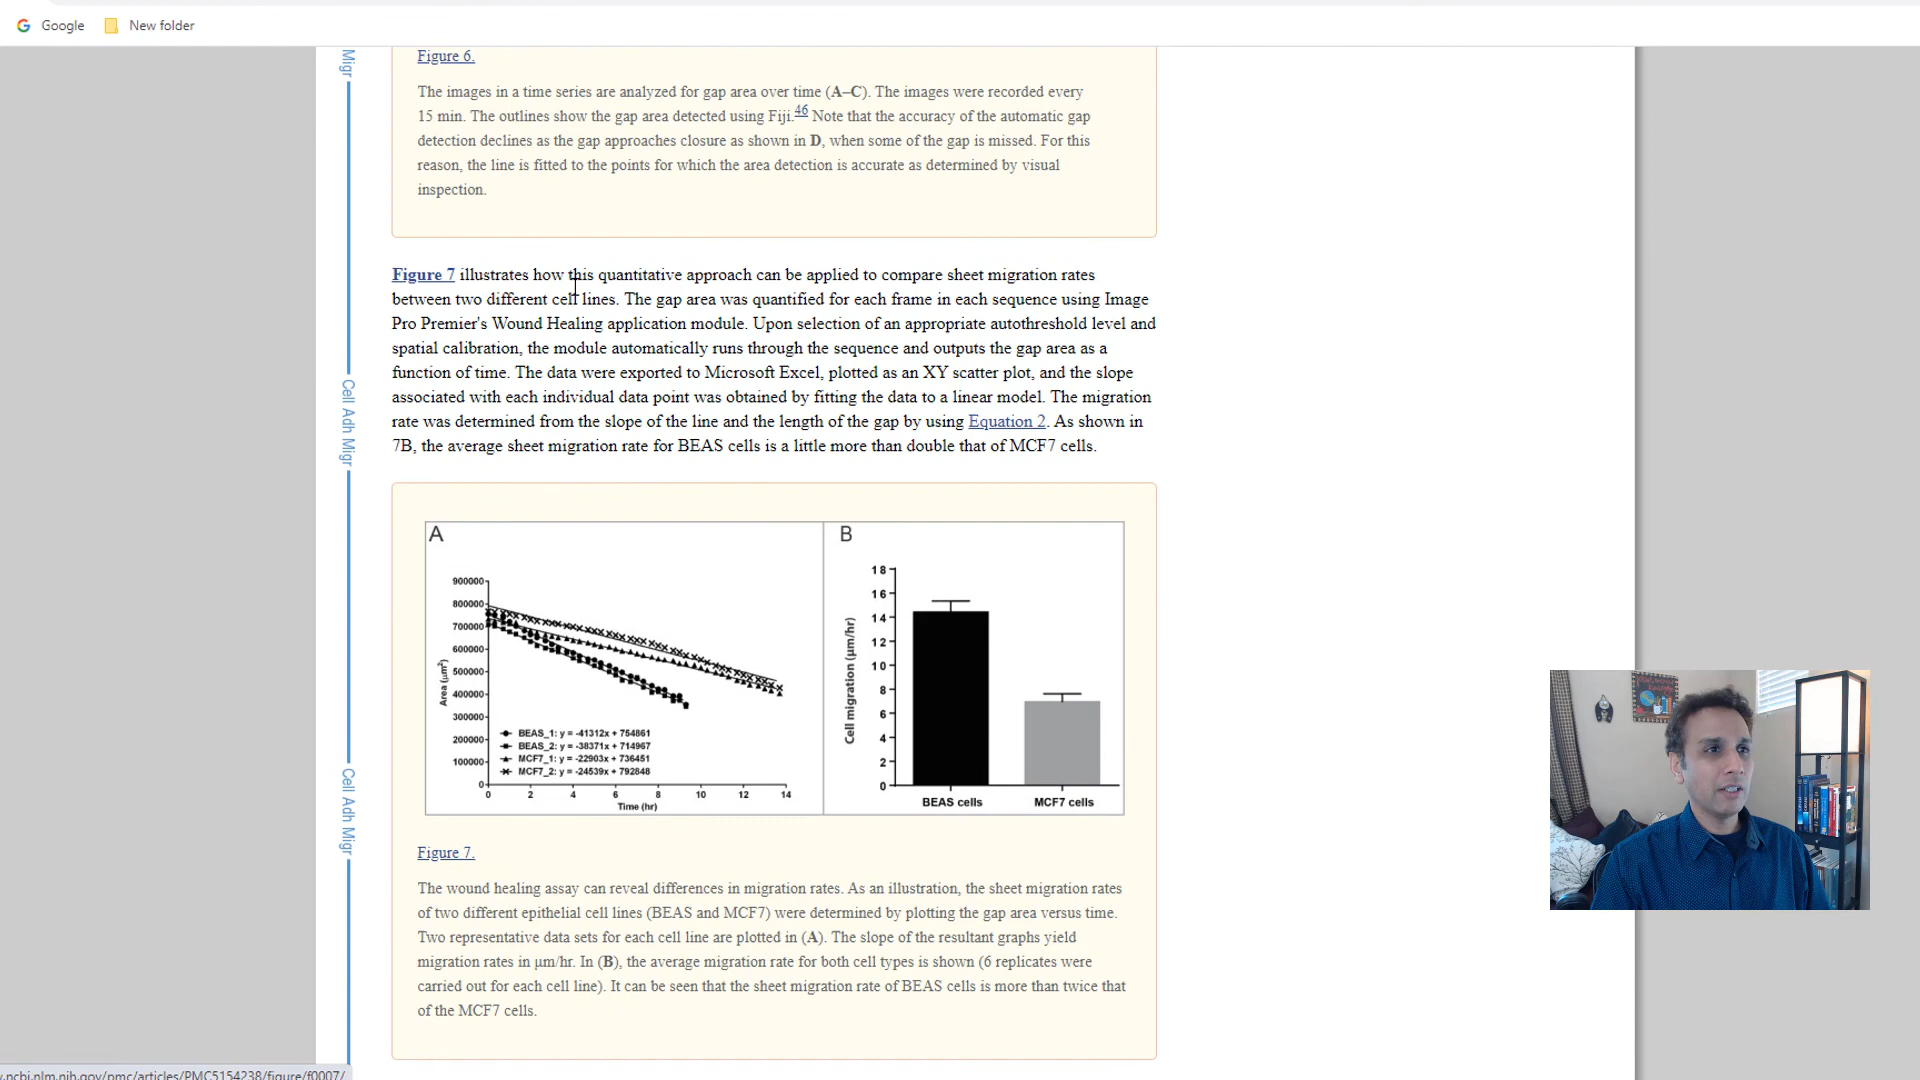 Google
New folder
Migr
Cell Adh Migr
Cell Adh Migr
Figure 6.
The images in a time series are analyzed for gap area over time (A–C). The images were recorded every
15 min. The outlines show the gap area detected using Fiji.46 Note that the accuracy of the automatic gap
detection declines as the gap approaches closure as shown in D, when some of the gap is missed. For this
reason, the line is fitted to the points for which the area detection is accurate as determined by visual
inspection.
Figure 7 illustrates how this quantitative approach can be applied to compare sheet migration rates
between two different cell lines. The gap area was quantified for each frame in each sequence using Image
Pro Premier's Wound Healing application module. Upon selection of an appropriate autothreshold level and
spatial calibration, the module automatically runs through the sequence and outputs the gap area as a
function of time. The data were exported to Microsoft Excel, plotted as an XY scatter plot, and the slope
associated with each individual data point was obtained by fitting the data to a linear model. The migration
rate was determined from the slope of the line and the length of the gap by using Equation 2. As shown in
7B, the average sheet migration rate for BEAS cells is a little more than double that of MCF7 cells.
A
900000
800000
700000
600000
500000
400000
300000
200000
100000
0
Area (µm²)
BEAS_1: y = -41312x + 754861
BEAS_2: y = -38371x + 714967
MCF7_1: y = -22903x + 736451
MCF7_2: y = -24539x + 792848
0 2 4 6 8 10 12 14
Time (hr)
B
18
16
14
12
10
8
6
4
2
0
Cell migration (µm/hr)
BEAS cells MCF7 cells
Figure 7.
The wound healing assay can reveal differences in migration rates. As an illustration, the sheet migration rates
of two different epithelial cell lines (BEAS and MCF7) were determined by plotting the gap area versus time.
Two representative data sets for each cell line are plotted in (A). The slope of the resultant graphs yield
migration rates in µm/hr. In (B), the average migration rate for both cell types is shown (6 replicates were
carried out for each cell line). It can be seen that the sheet migration rate of BEAS cells is more than twice that
of the MCF7 cells.
.ncbi.nlm.nih.gov/pmc/articles/PMC5154238/figure/f0007/